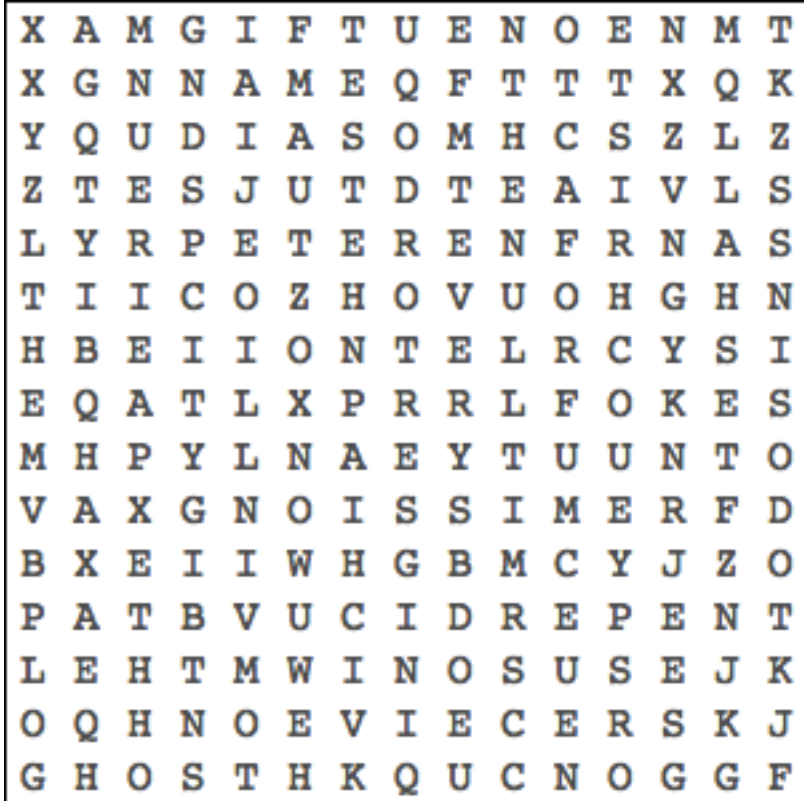 X A M G I F T U E N O E N M T
X G N N A M E Q F T T T X Q K
Y Q U D I A S O M H C S Z L Z
Z T E S J U T D T E A I V L S
L Y R P E T E R E N F R N A S
T I I C O Z H O V U O H G H N
H B E I I O N T E L R C Y S I
E Q A T L X P R R L F O K E S
M H P Y L N A E Y T U U N T O
V A X G N O I S S I M E R F D
B X E I I W H G B M C Y J Z O
P A T B V U C I D R E P E N T
L E H T M W I N O S U S E J K
O Q H N O E V I E C E R S K J
G H O S T H K Q U C N O G G F